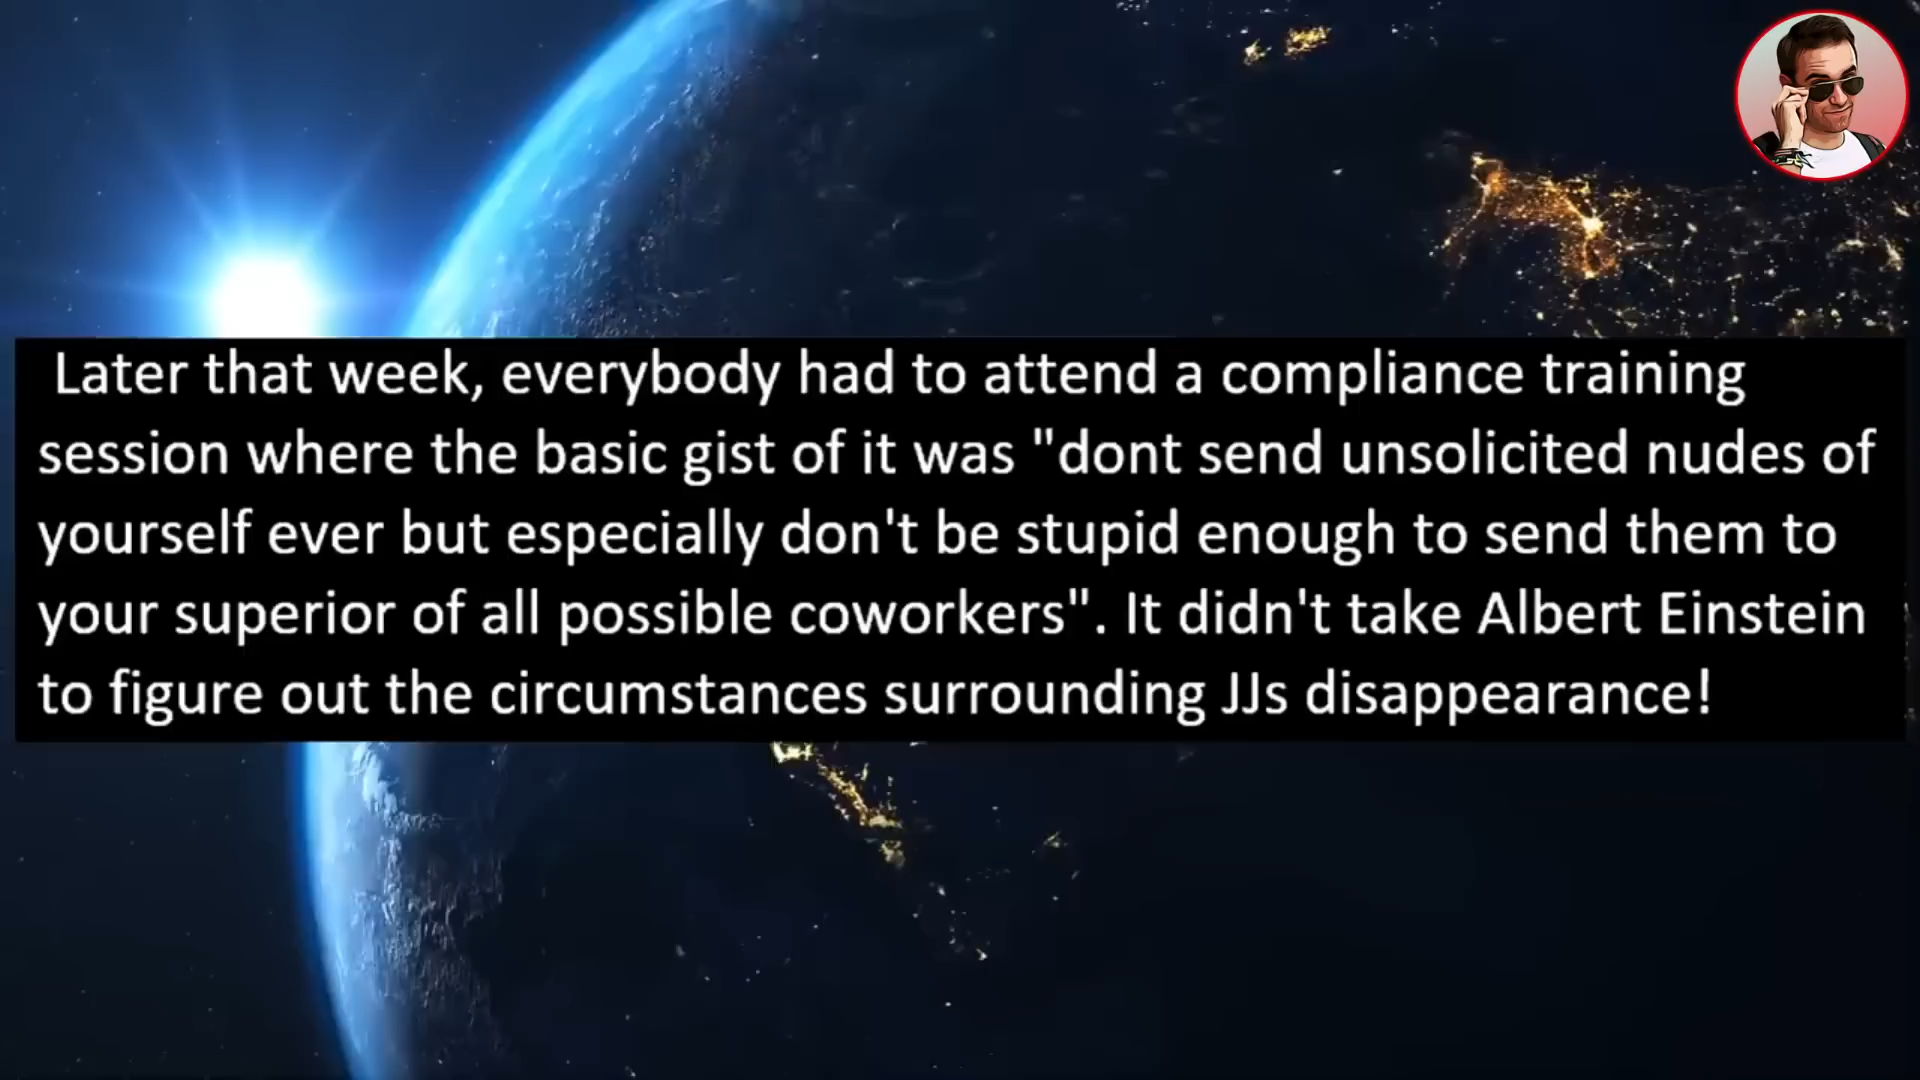 Later that week, everybody had to attend a compliance training
session where the basic gist of it was "dont send unsolicited nudes of
yourself ever but especially don't be stupid enough to send them to
your superior of all possible coworkers". It didn't take Albert Einstein
to figure out the circumstances surrounding JJs disappearance!